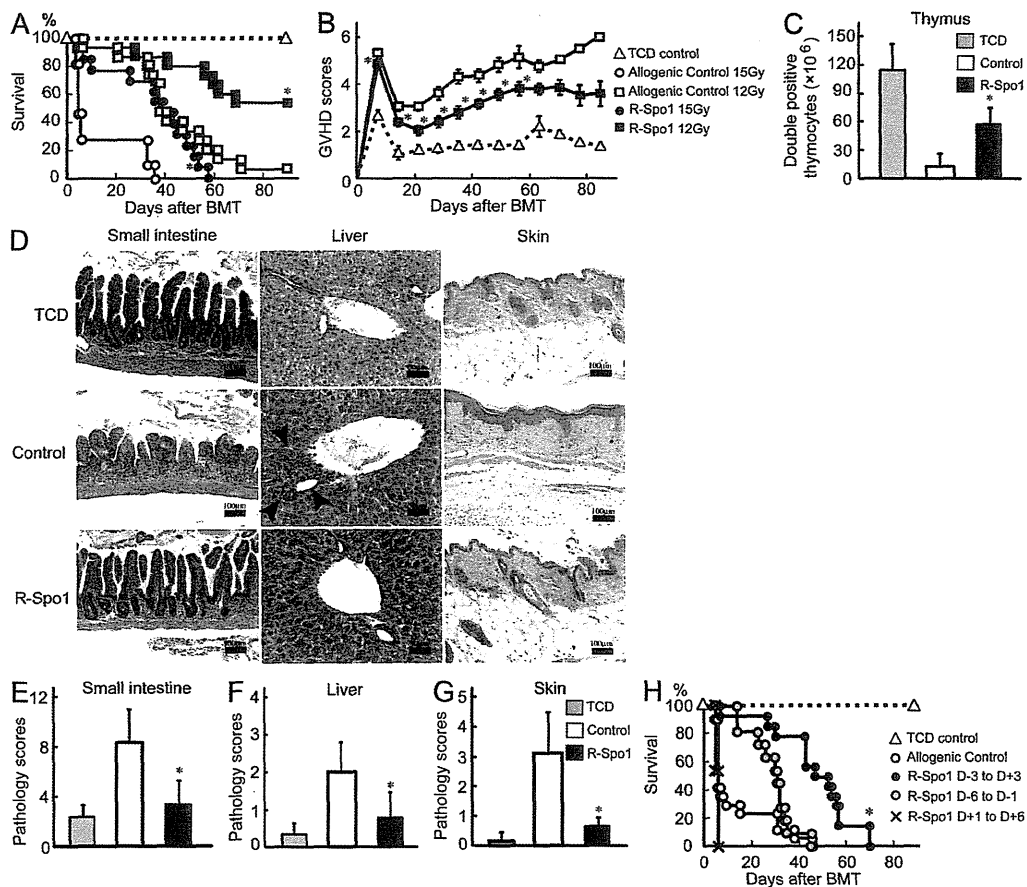 A
%
100
80
60
40
20
0
Survival
0 20 40 60 80
Days after BMT
*
*
B
6
4
2
0
GVHD scores
0 20 40 60 80
Days after BMT
* * * * * * * *
TCD control
Allogenic Control 15Gy
Allogenic Control 12Gy
R-Spo1 15Gy
R-Spo1 12Gy
C
Thymus
150
120
90
60
30
0
Double positive
thymocytes (×10⁶)
TCD
Control
R-Spo1
*
D
Small intestine
Liver
Skin
TCD
100μm
Control
100μm
100μm
R-Spo1
100μm
E
Small intestine
12
8
4
0
Pathology scores
*
F
Liver
4
3
2
1
0
Pathology scores
*
G
Skin
5
4
3
2
1
0
Pathology scores
TCD
Control
R-Spo1
*
H
%
100
80
60
40
20
0
Survival
0 20 40 60 80
Days after BMT
*
TCD control
Allogenic Control
R-Spo1 D-3 to D+3
R-Spo1 D-6 to D-1
R-Spo1 D+1 to D+6